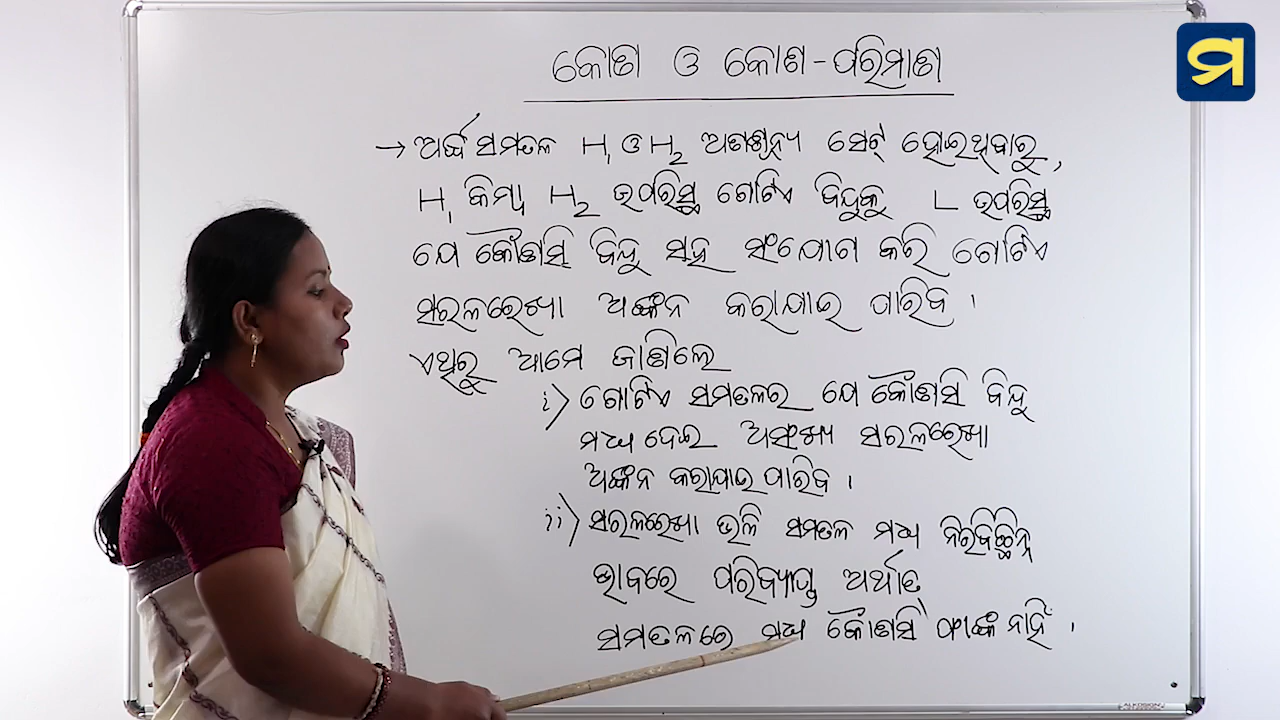 କୋଣ ଓ କୋଣ-ପରିମାଣ
ମ
→ ଅର୍ଦ୍ଧ ସମତଳ H₁ ଓ H₂ ଅଣଶୂନ୍ୟ ସେଟ୍ ହୋଇଥିବାରୁ,
H₁ କିମ୍ବା H₂ ଉପରିସ୍ଥ ଗୋଟିଏ ବିନ୍ଦୁକୁ L ଉପରିସ୍ଥ
ଯେ କୌଣସି ବିନ୍ଦୁ ସହ ସଂଯୋଗ କରି ଗୋଟିଏ
ସରଳରେଖା ଅଙ୍କନ କରାଯାଇ ପାରିବ ।
ଏଥିରୁ ଆମେ ଜାଣିଲେ
i> ଗୋଟିଏ ସମତଳର ଯେ କୌଣସି ବିନ୍ଦୁ
ମଧ୍ୟ ଦେଇ ଅସଂଖ୍ୟ ସରଳରେଖା
ଅଙ୍କନ କରାଯାଇ ପାରିବ ।
ii> ସରଳରେଖା ଭଳି ସମତଳ ମଧ୍ୟ ନିରବିଚ୍ଛିନ୍ନ
ଭାବରେ ପରିବ୍ୟାପ୍ତ ଅର୍ଥାତ
ସମତଳରେ ମଧ୍ୟ କୌଣସି ଫାଙ୍କ ନାହିଁ ।